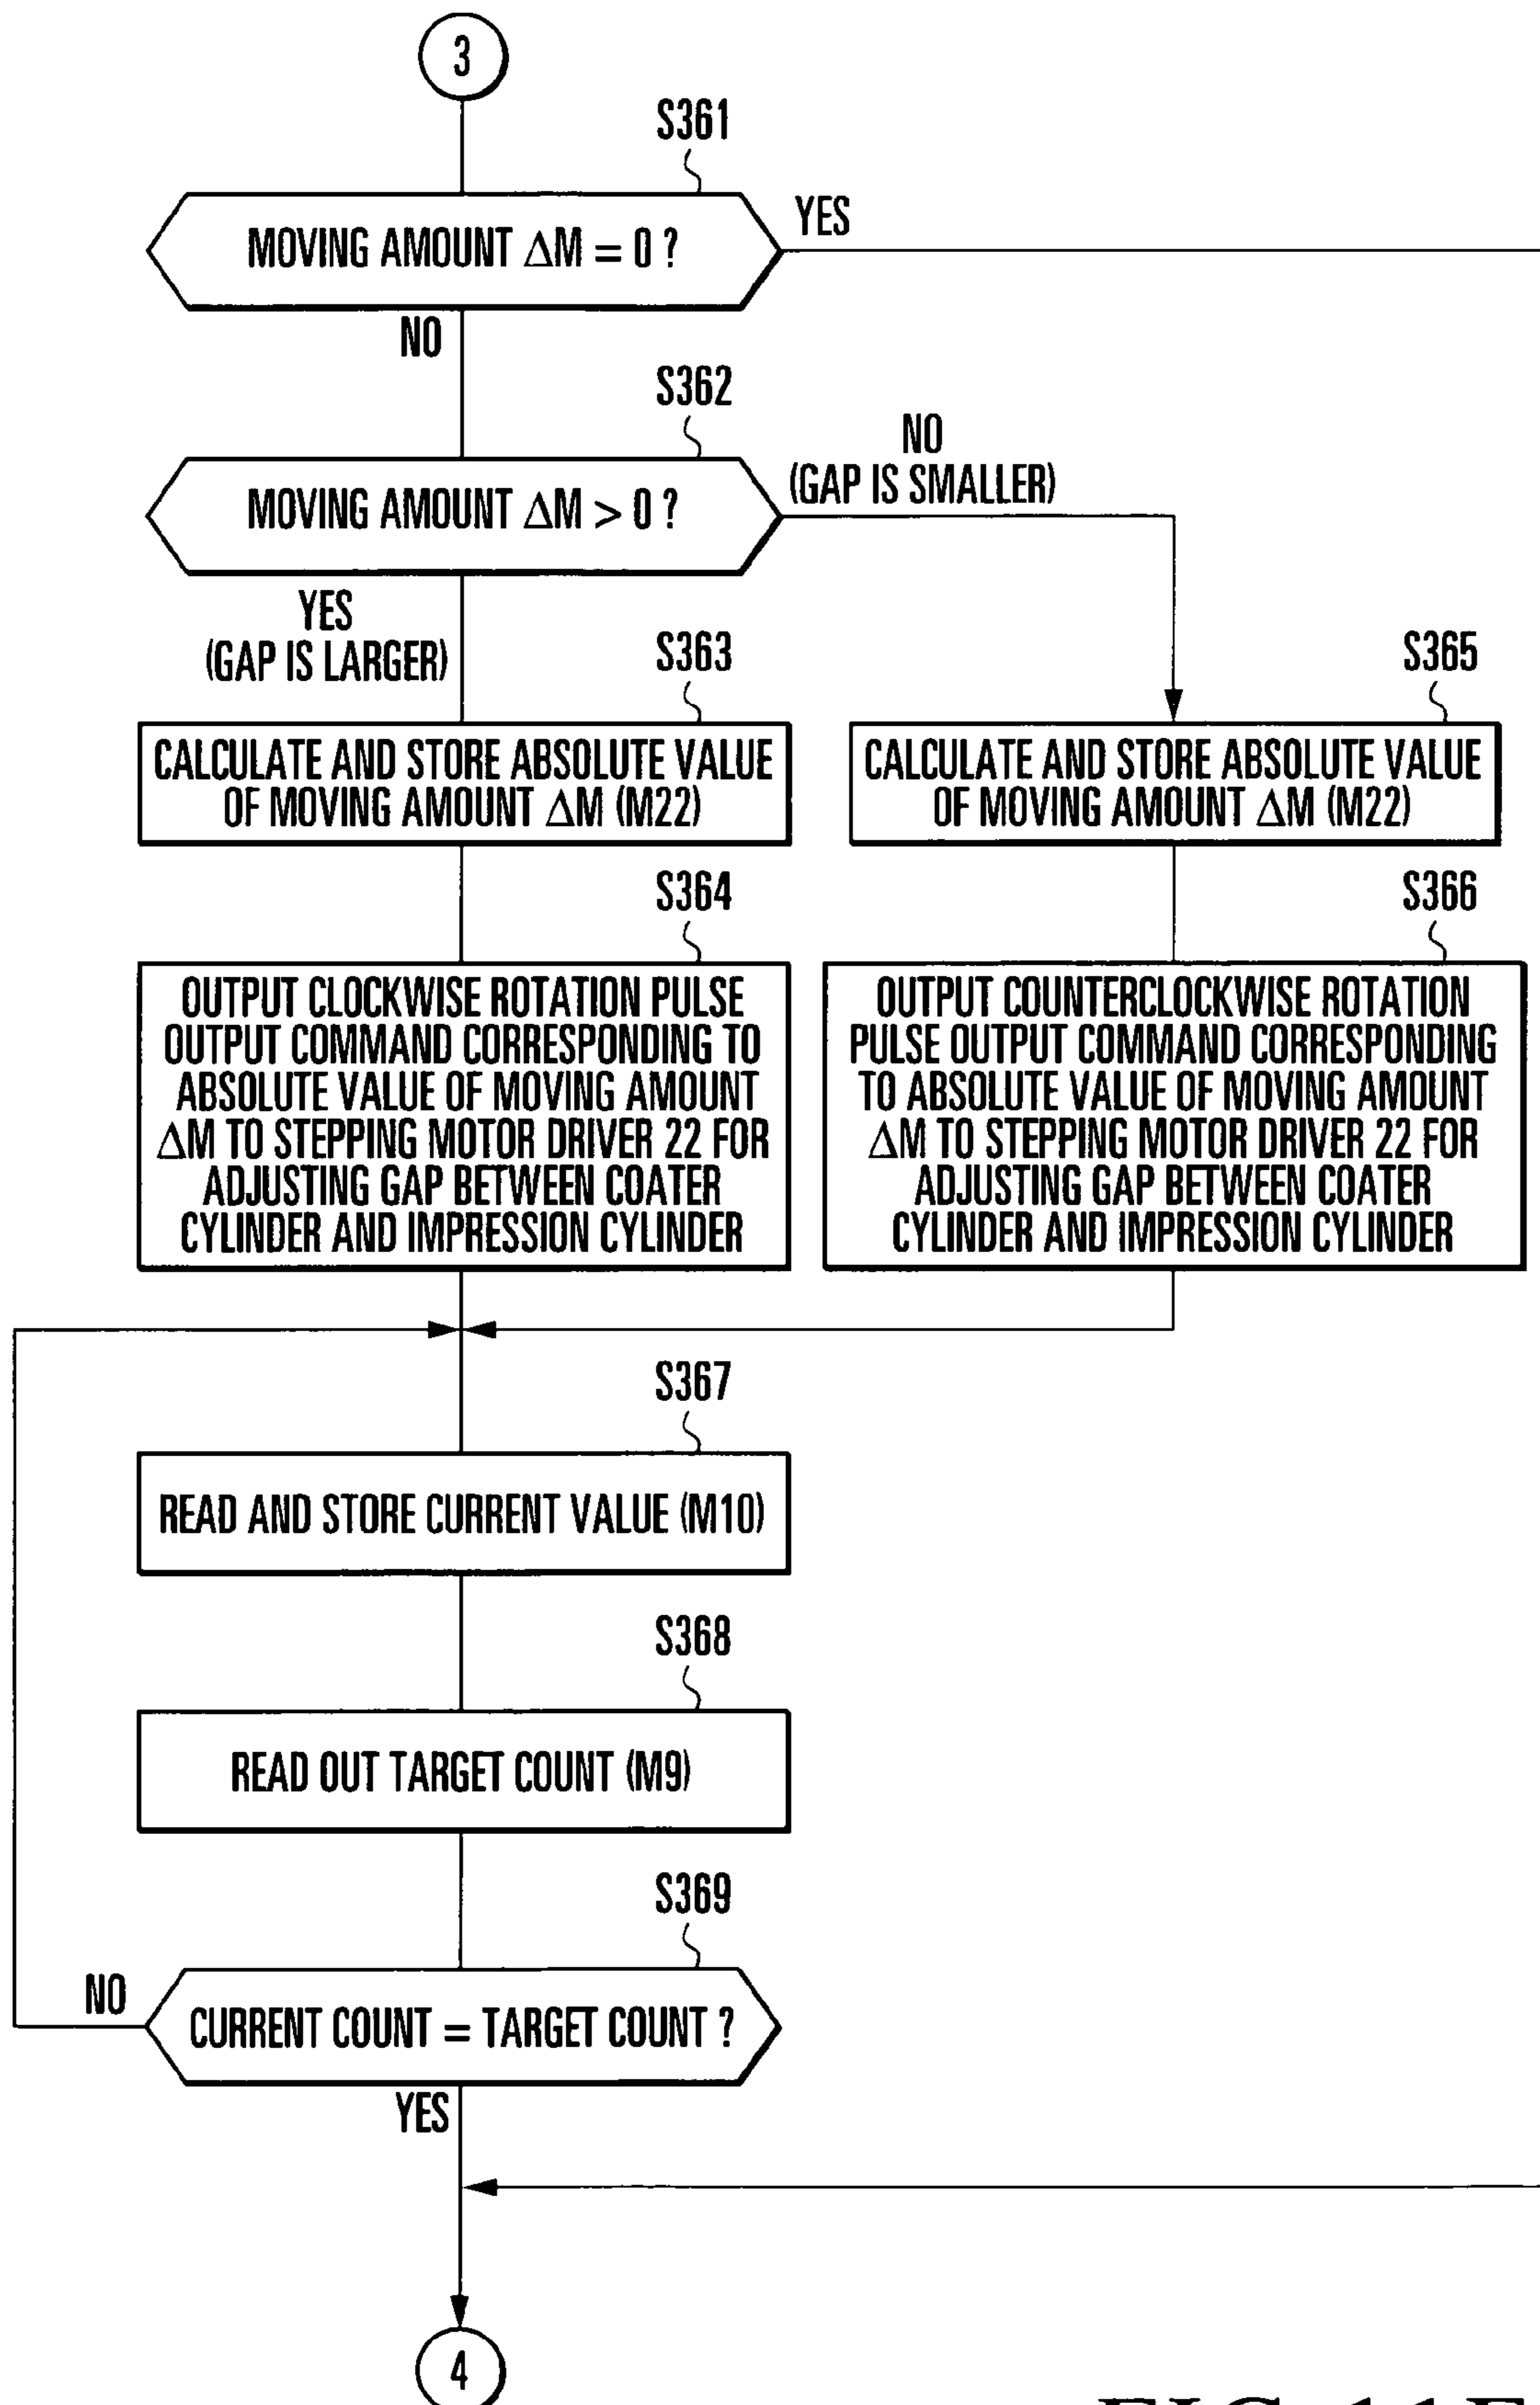 3
S361
MOVING AMOUNT ΔM = 0 ?
YES
NO
S362
MOVING AMOUNT ΔM > 0 ?
NO
(GAP IS SMALLER)
YES
(GAP IS LARGER)
S363
CALCULATE AND STORE ABSOLUTE VALUE
OF MOVING AMOUNT ΔM (M22)
S365
CALCULATE AND STORE ABSOLUTE VALUE
OF MOVING AMOUNT ΔM (M22)
S364
OUTPUT CLOCKWISE ROTATION PULSE
OUTPUT COMMAND CORRESPONDING TO
ABSOLUTE VALUE OF MOVING AMOUNT
ΔM TO STEPPING MOTOR DRIVER 22 FOR
ADJUSTING GAP BETWEEN COATER
CYLINDER AND IMPRESSION CYLINDER
S366
OUTPUT COUNTERCLOCKWISE ROTATION
PULSE OUTPUT COMMAND CORRESPONDING
TO ABSOLUTE VALUE OF MOVING AMOUNT
ΔM TO STEPPING MOTOR DRIVER 22 FOR
ADJUSTING GAP BETWEEN COATER
CYLINDER AND IMPRESSION CYLINDER
S367
READ AND STORE CURRENT VALUE (M10)
S368
READ OUT TARGET COUNT (M9)
S369
CURRENT COUNT = TARGET COUNT ?
NO
YES
4